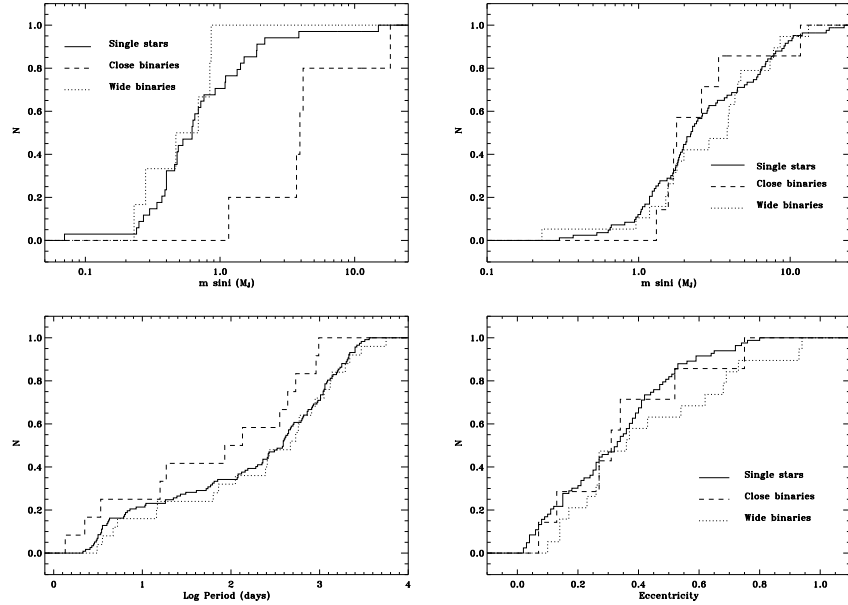 1.0
0.8
0.6
0.4
0.2
0.0
N
Single stars
Close binaries
Wide binaries
0.1
1.0
10.0
m sini (MJ)
1.0
0.8
0.6
0.4
0.2
0.0
N
Single stars
Close binaries
Wide binaries
0.1
1.0
10.0
m sini (MJ)
1.0
0.8
0.6
0.4
0.2
0.0
N
0
1
2
3
4
Log Period (days)
1.0
0.8
0.6
0.4
0.2
0.0
N
Single stars
Close binaries
Wide binaries
0.0
0.2
0.4
0.6
0.8
1.0
Eccentricity